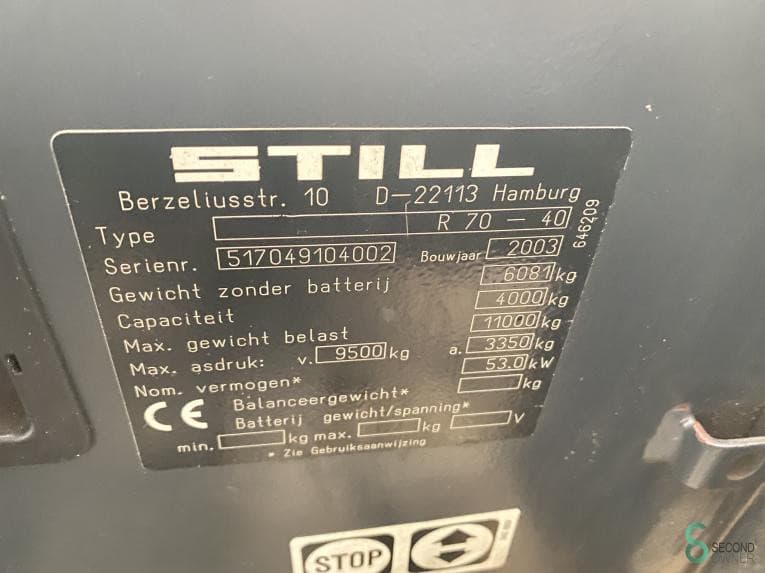 STILL
Berzeliusstr. 10 D-22113 Hamburg
Type R 70 - 40
Serienr. 517049104002 Bouwjaar 2003
646209
Gewicht zonder batterij 6081 kg
Capaciteit 4000 kg
Max. gewicht belast 11000 kg
Max. asdruk: v. 9500 kg a. 3350 kg
Nom. vermogen* 53.0 kW
Balanceergewicht* kg
CE Batterij gewicht/spanning*
min. kg max. kg V
* Zie Gebruiksaanwijzing
STOP
SECOND
OWNER